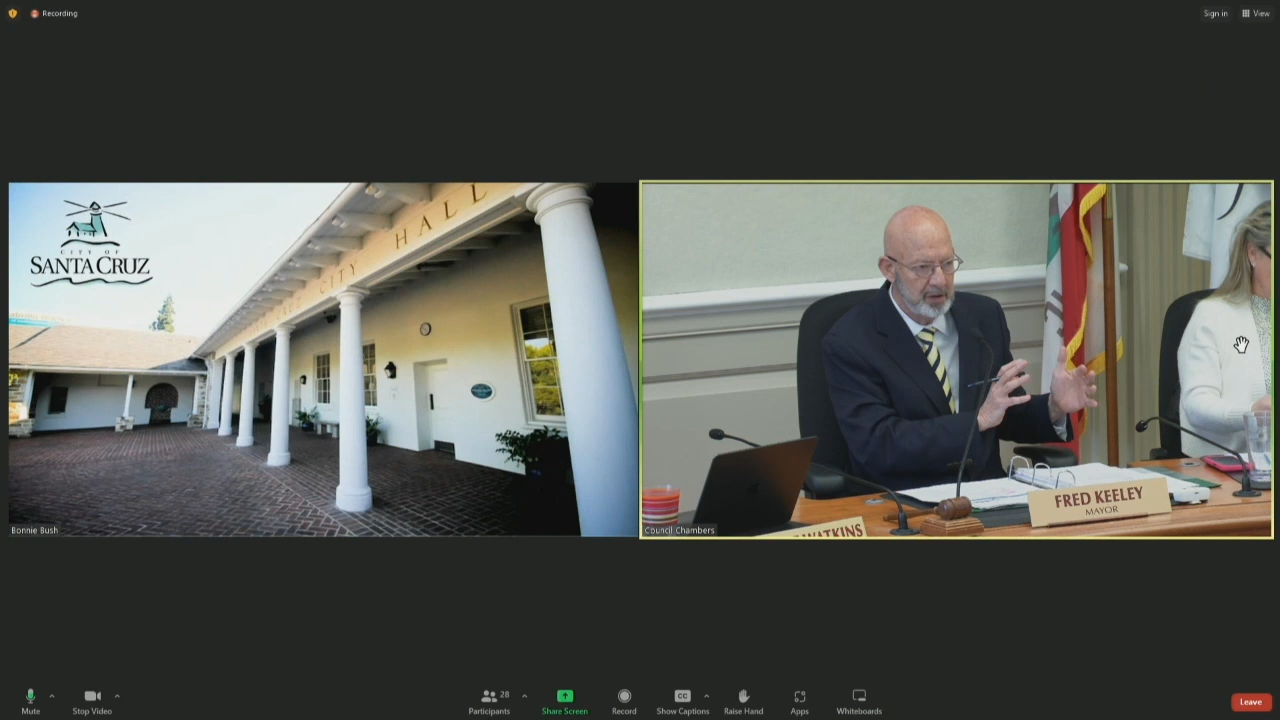 Recording
Sign in
View
CITY OF
SANTA CRUZ
CITY HALL
Bonnie Bush
WATKINS
FRED KEELEY
MAYOR
Council Chambers
Mute
Stop Video
28
Participants
Share Screen
Record
CC
Show Captions
Raise Hand
Apps
Whiteboards
Leave